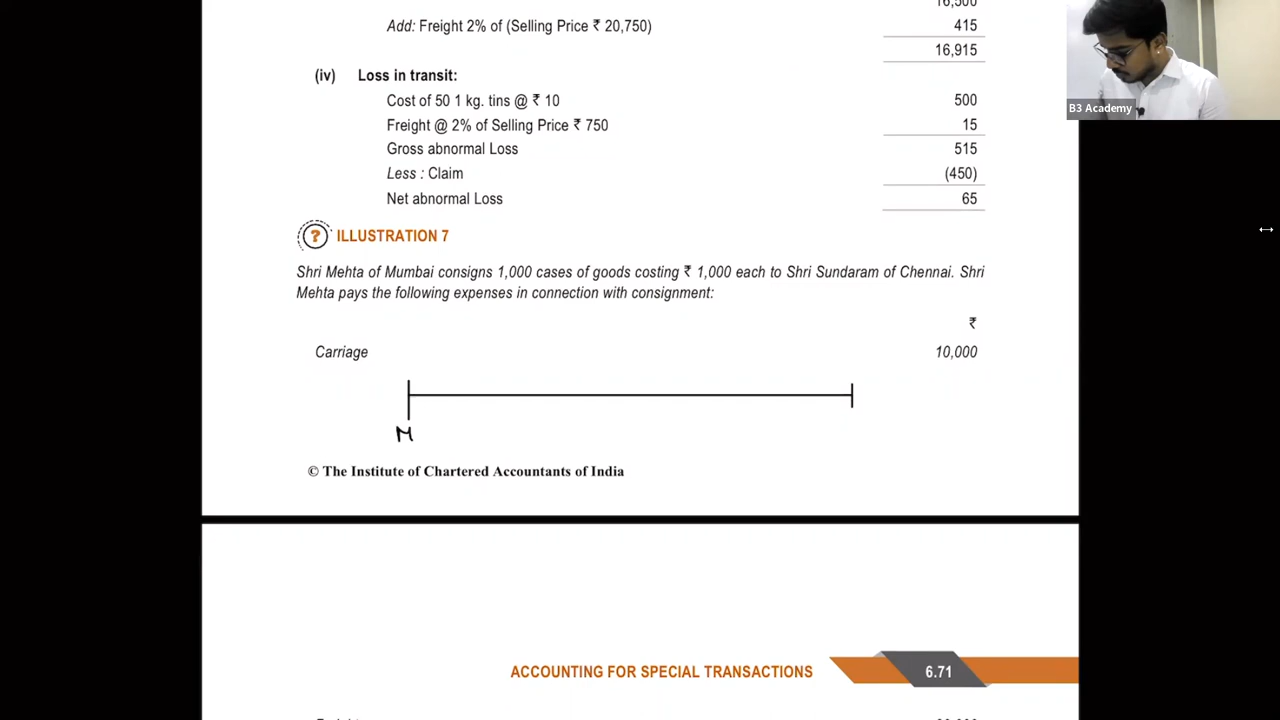 16,500
Add: Freight 2% of (Selling Price ₹ 20,750) 415
16,915
(iv) Loss in transit:
Cost of 50 1 kg. tins @ ₹ 10 500
Freight @ 2% of Selling Price ₹ 750 15
Gross abnormal Loss 515
Less : Claim (450)
Net abnormal Loss 65
? ILLUSTRATION 7
Shri Mehta of Mumbai consigns 1,000 cases of goods costing ₹ 1,000 each to Shri Sundaram of Chennai. Shri
Mehta pays the following expenses in connection with consignment:
₹
Carriage 10,000
M
© The Institute of Chartered Accountants of India
ACCOUNTING FOR SPECIAL TRANSACTIONS 6.71
B3 Academy